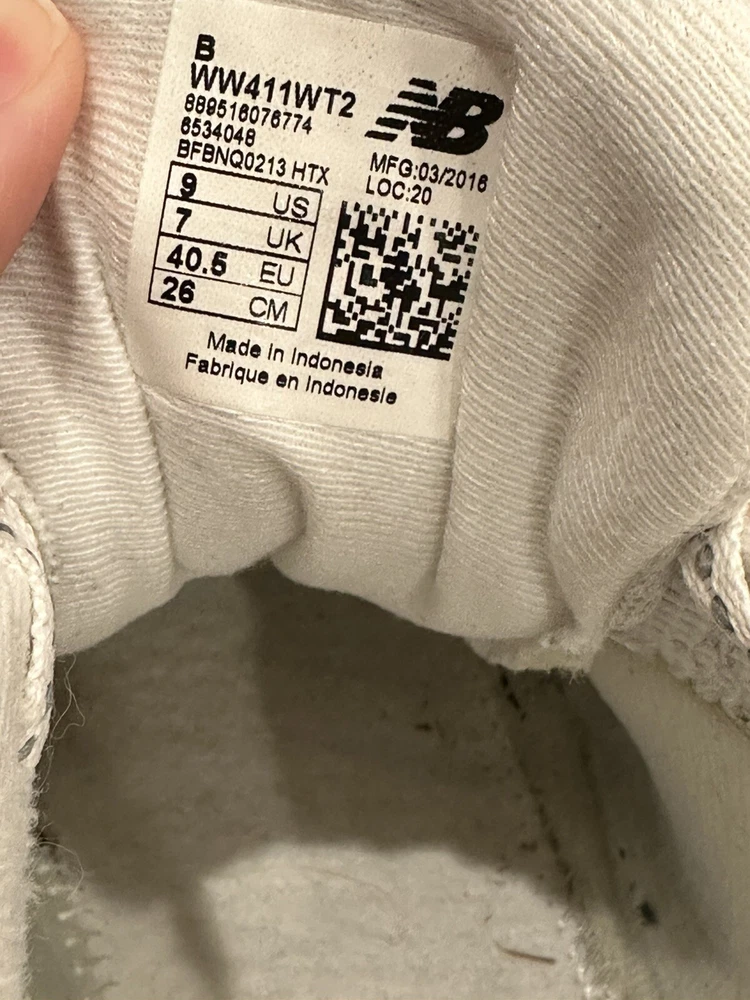 B
WW411WT2
889516076774
6534048
BFBNQ0213 HTX
NB
MFG:03/2016
LOC:20
9 US
7 UK
40.5 EU
26 CM
Made in Indonesia
Fabrique en Indonesie